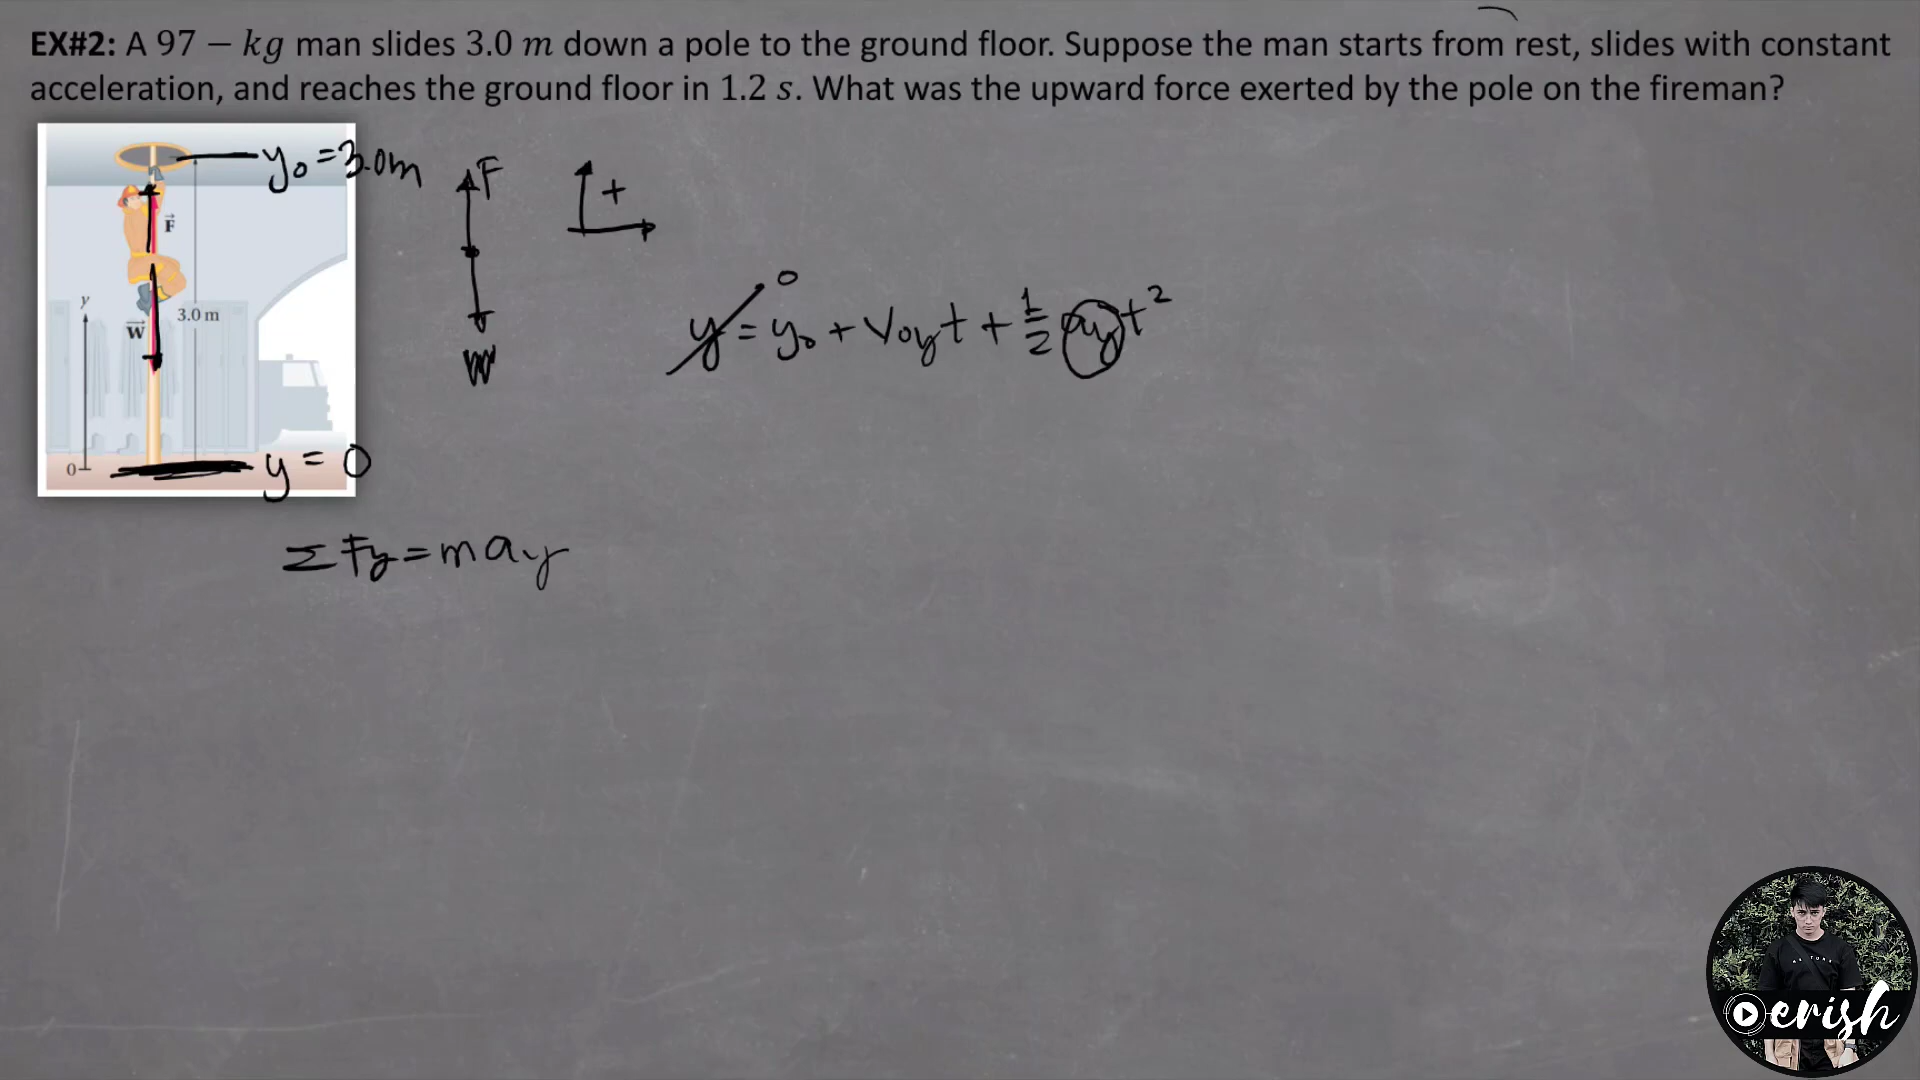 EX#2: A 97 − kg man slides 3.0 m down a pole to the ground floor. Suppose the man starts from rest, slides with constant
acceleration, and reaches the ground floor in 1.2 s. What was the upward force exerted by the pole on the fireman?
y₀ = 3.0m
F
+
F⃗
0
y = y₀ + V₀yt + ½ayt²
y
3.0 m
W⃗
W
0
y = 0
ΣFy = may
erish